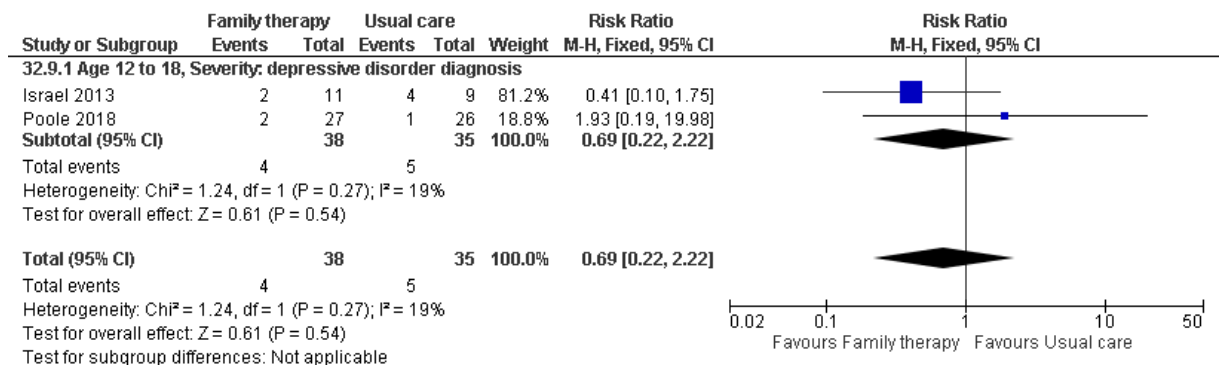 Family therapy Usual care Risk Ratio Risk Ratio
Study or Subgroup Events Total Events Total Weight M-H, Fixed, 95% CI M-H, Fixed, 95% CI
32.9.1 Age 12 to 18, Severity: depressive disorder diagnosis
Israel 2013 2 11 4 9 81.2% 0.41 [0.10, 1.75]
Poole 2018 2 27 1 26 18.8% 1.93 [0.19, 19.98]
Subtotal (95% CI) 38 35 100.0% 0.69 [0.22, 2.22]
Total events 4 5
Heterogeneity: Chi² = 1.24, df = 1 (P = 0.27); I² = 19%
Test for overall effect: Z = 0.61 (P = 0.54)
Total (95% CI) 38 35 100.0% 0.69 [0.22, 2.22]
Total events 4 5
Heterogeneity: Chi² = 1.24, df = 1 (P = 0.27); I² = 19%
Test for overall effect: Z = 0.61 (P = 0.54)
Test for subgroup differences: Not applicable
0.02 0.1 1 10 50
Favours Family therapy Favours Usual care